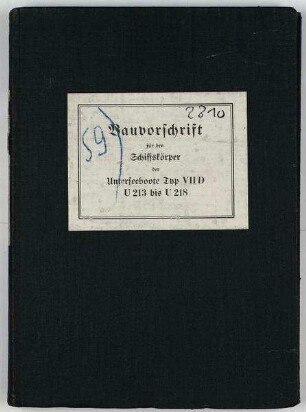 2810
59)
Bauvorschrift
für den
Schiffskörper
der
Unterseeboote Typ VII D
U 213 bis U 218